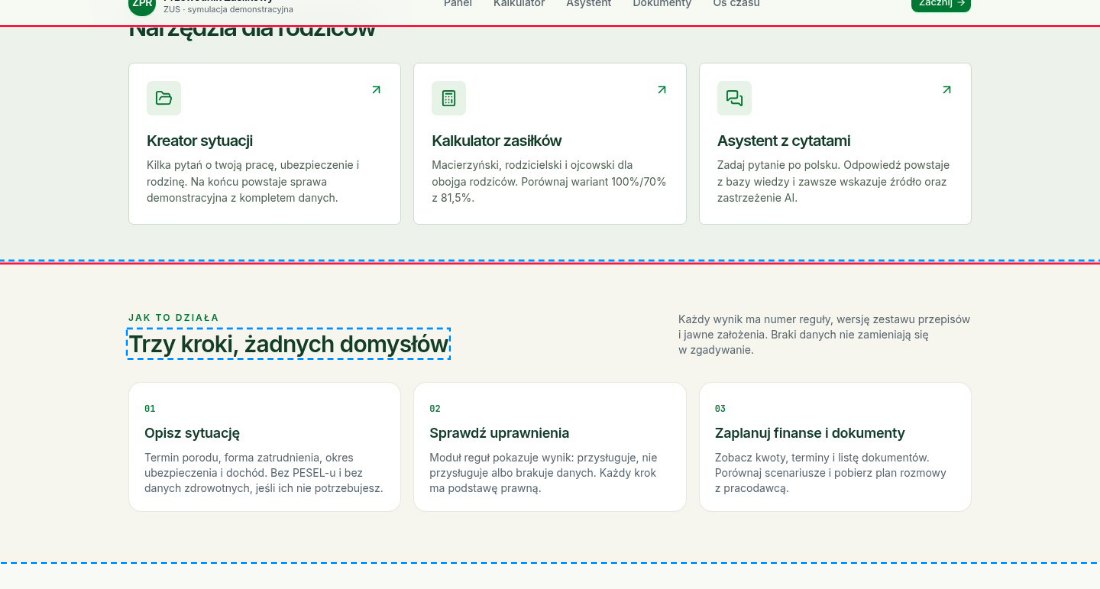 ZPR
ZUS · symulacja demonstracyjna
Panel
Kalkulator
Asystent
Dokumenty
Oś czasu
Zacznij →
Narzędzia dla rodziców
Kreator sytuacji
Kilka pytań o twoją pracę, ubezpieczenie i
rodzinę. Na końcu powstaje sprawa
demonstracyjna z kompletem danych.
Kalkulator zasiłków
Macierzyński, rodzicielski i ojcowski dla
obojga rodziców. Porównaj wariant 100%/70%
z 81,5%.
Asystent z cytatami
Zadaj pytanie po polsku. Odpowiedź powstaje
z bazy wiedzy i zawsze wskazuje źródło oraz
zastrzeżenie AI.
JAK TO DZIAŁA
Trzy kroki, żadnych domysłów
Każdy wynik ma numer reguły, wersję zestawu przepisów
i jawne założenia. Braki danych nie zamieniają się
w zgadywanie.
01
Opisz sytuację
Termin porodu, forma zatrudnienia, okres
ubezpieczenia i dochód. Bez PESEL-u i bez
danych zdrowotnych, jeśli ich nie potrzebujesz.
02
Sprawdź uprawnienia
Moduł reguł pokazuje wynik: przysługuje, nie
przysługuje albo brakuje danych. Każdy krok
ma podstawę prawną.
03
Zaplanuj finanse i dokumenty
Zobacz kwoty, terminy i listę dokumentów.
Porównaj scenariusze i pobierz plan rozmowy
z pracodawcą.